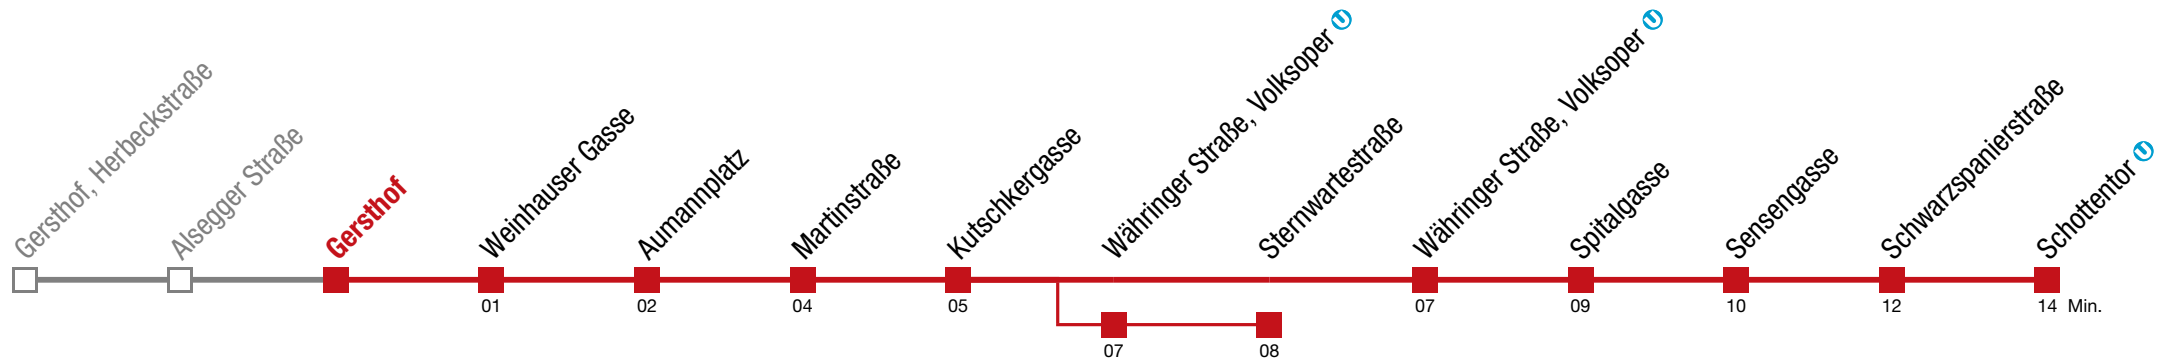 Gersthof, Herbeckstraße
Alsegger Straße
Gersthof
Weinhauser Gasse
Aumannplatz
Martinstraße
Kutschkergasse
Währinger Straße, Volksoper U
Sternwartestraße
Währinger Straße, Volksoper U
Spitalgasse
Sensengasse
Schwarzspanierstraße
Schottentor U
01 02 04 05 07 09 10 12 14 Min.
07 08